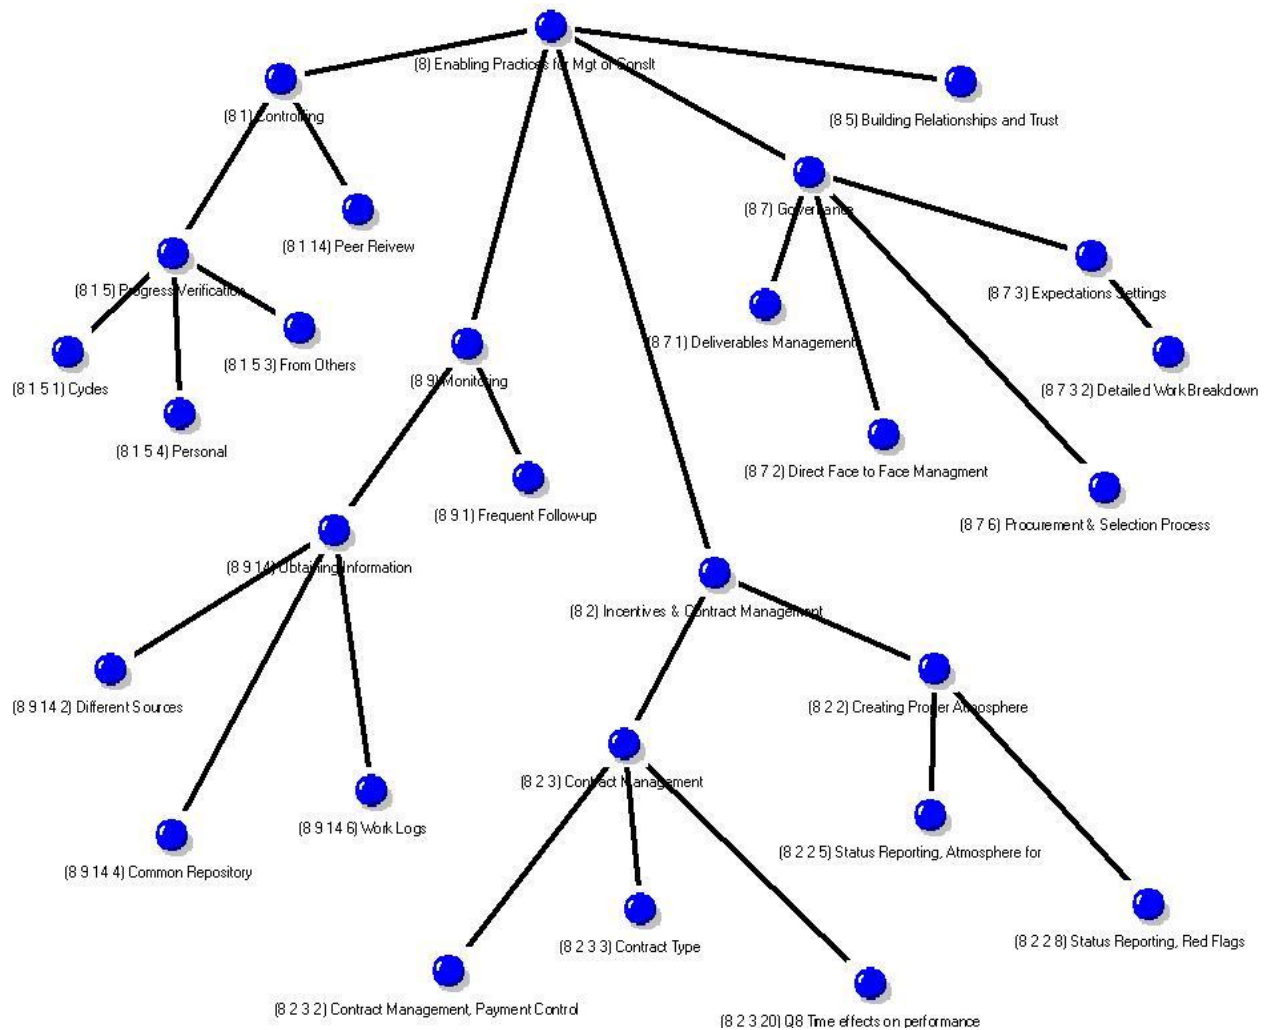 (8) Enabling Practices for Mgt of Conslt
(8 1) Controlling
(8 5) Building Relationships and Trust
(8 7) Governance
(8 1 14) Peer Reivew
(8 1 5) Progress Verification
(8 7 3) Expectations Settings
(8 7 1) Deliverables Management
(8 1 5 3) From Others
(8 9) Monitoring
(8 1 5 1) Cycles
(8 7 3 2) Detailed Work Breakdown
(8 1 5 4) Personal
(8 7 2) Direct Face to Face Managment
(8 9 1) Frequent Follow-up
(8 7 6) Procurement & Selection Process
(8 9 14) Obtaining Information
(8 2) Incentives & Contract Management
(8 9 14 2) Different Sources
(8 2 2) Creating Proper Atmosphere
(8 2 3) Contract Management
(8 9 14 6) Work Logs
(8 2 2 5) Status Reporting, Atmosphere for
(8 9 14 4) Common Repository
(8 2 2 8) Status Reporting, Red Flags
(8 2 3 3) Contract Type
(8 2 3 2) Contract Management, Payment Control
(8 2 3 20) Q8 Time effects on performance